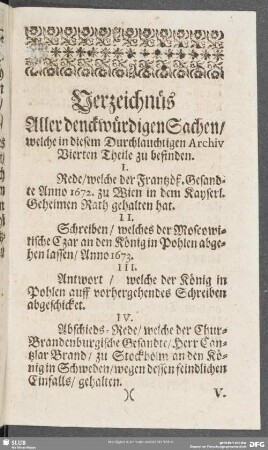 Verzeichnüs
Aller denckwürdigen Sachen/
welche in diesem Durchlauchtigen Archiv
Vierten Theile zu befinden.
I.
Rede/welche der Frantzös. Gesand-
te Anno 1672. zu Wien in dem Kayserl.
Geheimen Rath gehalten hat.
II.
Schreiben/ welches der Moscowi-
tische Czar an den König in Pohlen abge-
hen lassen/ Anno 1673.
III.
Antwort / welche der König in
Pohlen auff vorhergehendes Schreiben
abgeschicket.
IV.
Abschieds-Rede/ welche der Chur-
Brandenburgische Gesandte/ Herr Can-
tzlar Brand/ zu Stockholm an den Kö-
nig in Schweden/wegen dessen feindlichen
Einfalls/ gehalten.
)( V.
SLUB
DFG